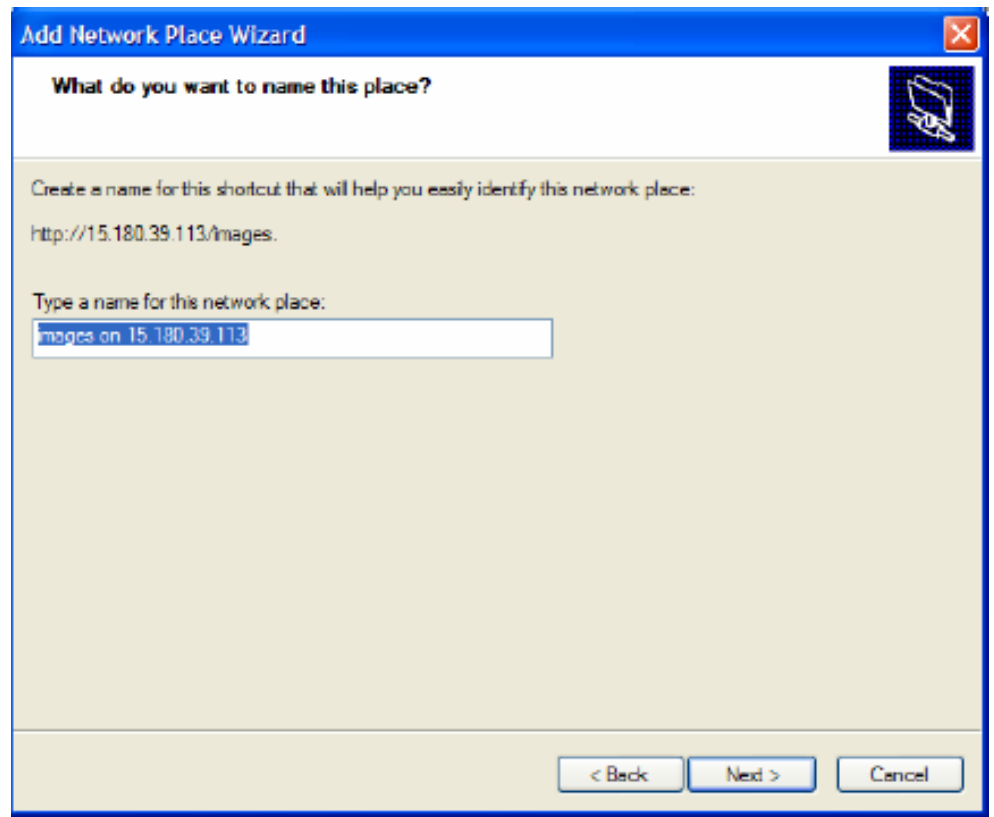 Add Network Place Wizard
What do you want to name this place?
Create a name for this shortcut that will help you easily identify this network place:
http://15.180.39.113/images.
Type a name for this network place:
images on 15.180.39.113
< Back
Next >
Cancel